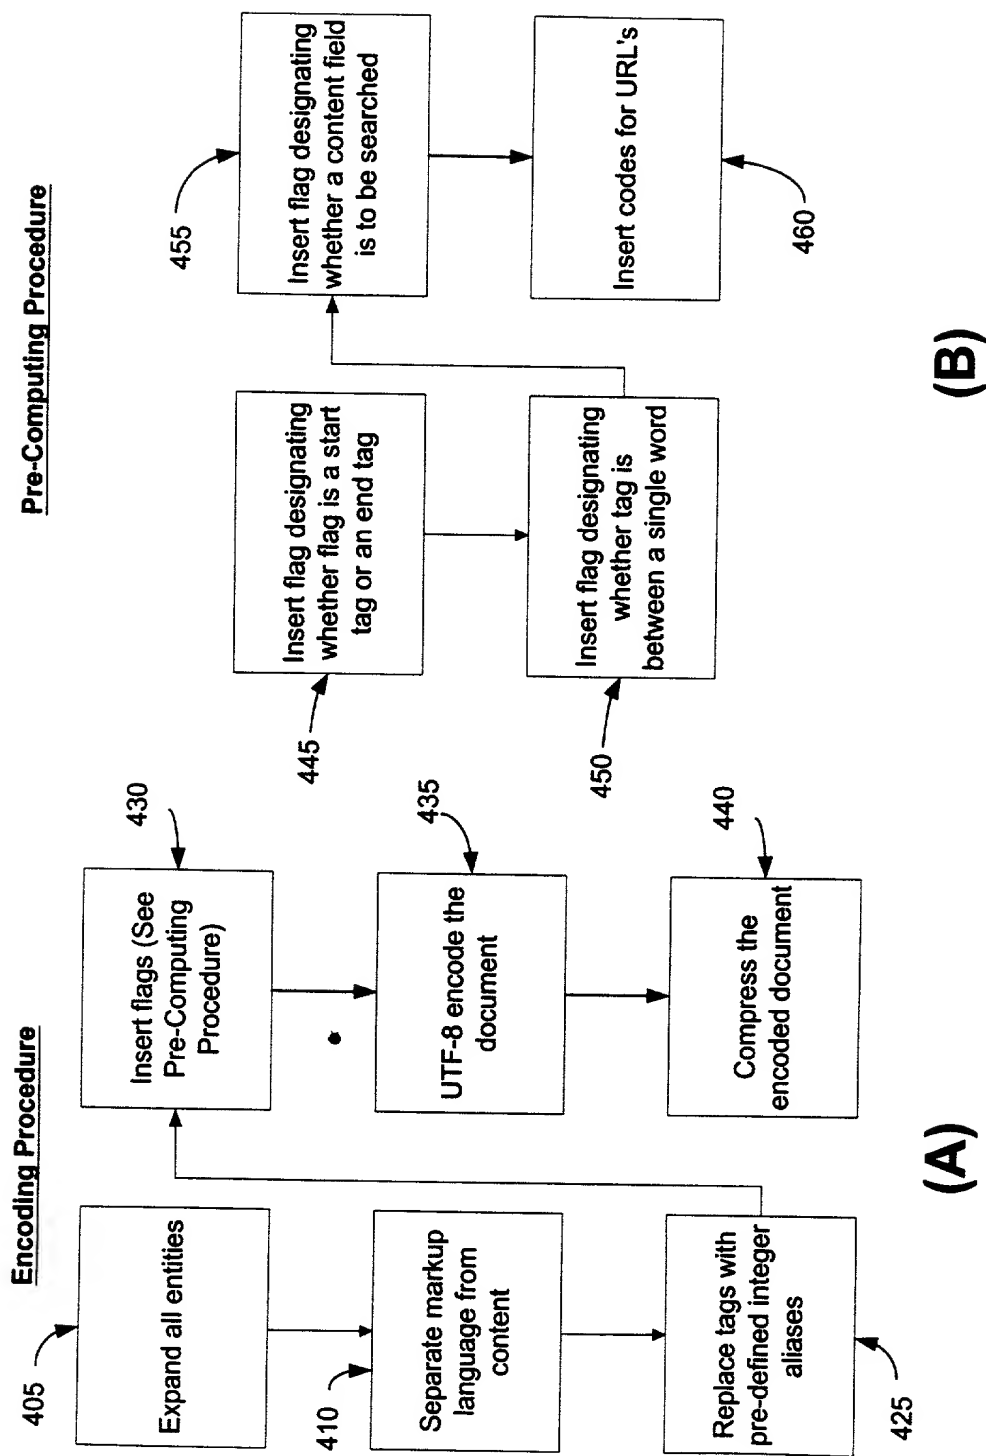 Encoding Procedure
405
Expand all entities
410
Separate markup
language from
content
Replace tags with
pre-defined integer
aliases
425
430
Insert flags (See
Pre-Computing
Procedure)
435
UTF-8 encode the
document
440
Compress the
encoded document
(A)
Pre-Computing Procedure
445
Insert flag designating
whether flag is a start
tag or an end tag
450
Insert flag designating
whether tag is
between a single word
455
Insert flag designating
whether a content field
is to be searched
Insert codes for URL's
460
(B)